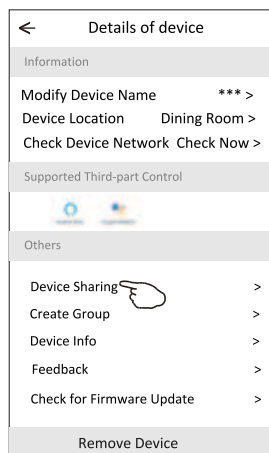 Details of device
Information
Modify Device Name *** >
Device Location Dining Room >
Check Device Network Check Now >
Supported Third-part Control
Others
Device Sharing >
Create Group >
Device Info >
Feedback >
Check for Firmware Update >
Remove Device